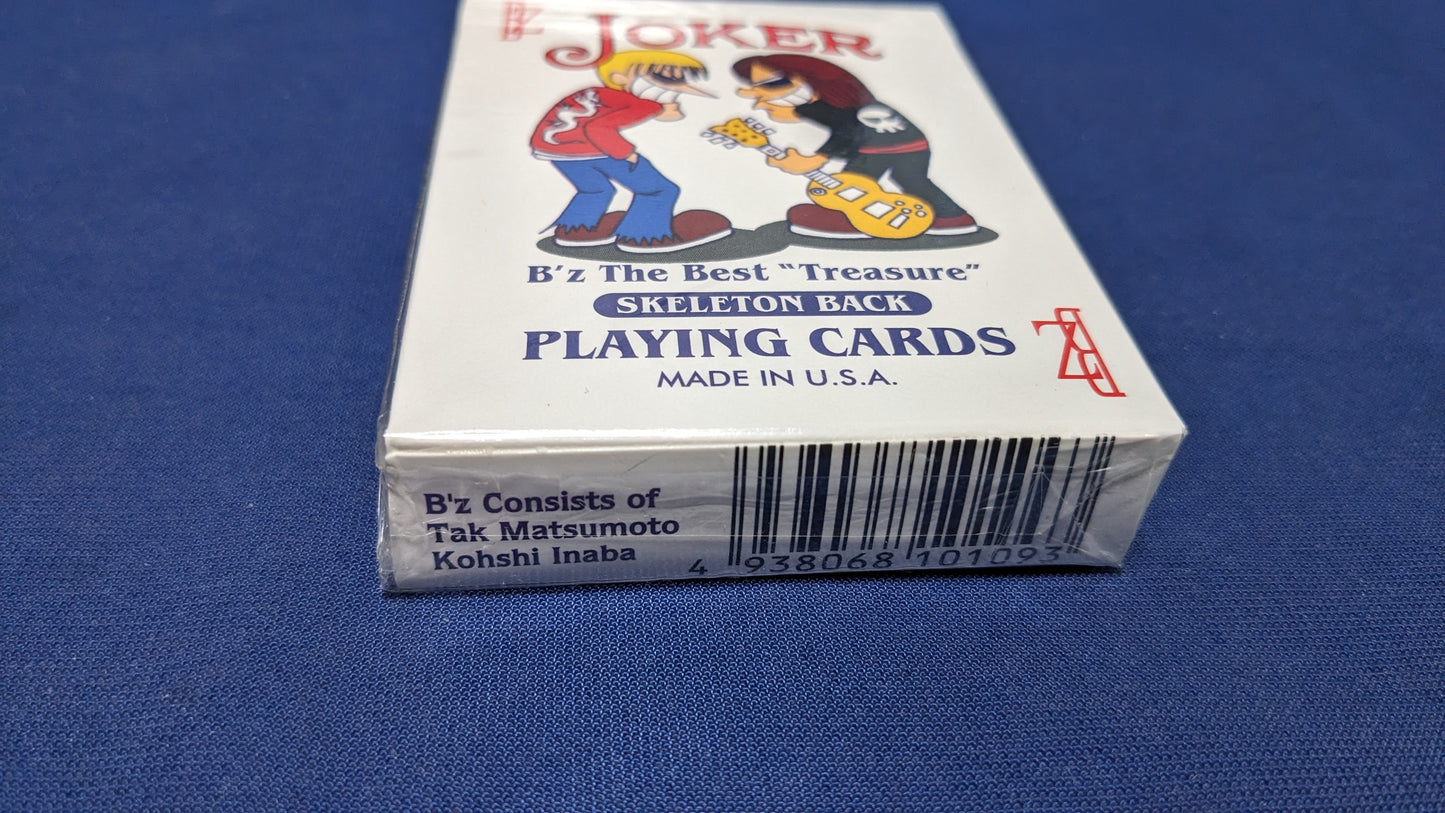 JOKER
B'z The Best "Treasure"
SKELETON BACK
PLAYING CARDS
MADE IN U.S.A.
B'z
B'z Consists of
Tak Matsumoto
Kohshi Inaba
4 938068 101093